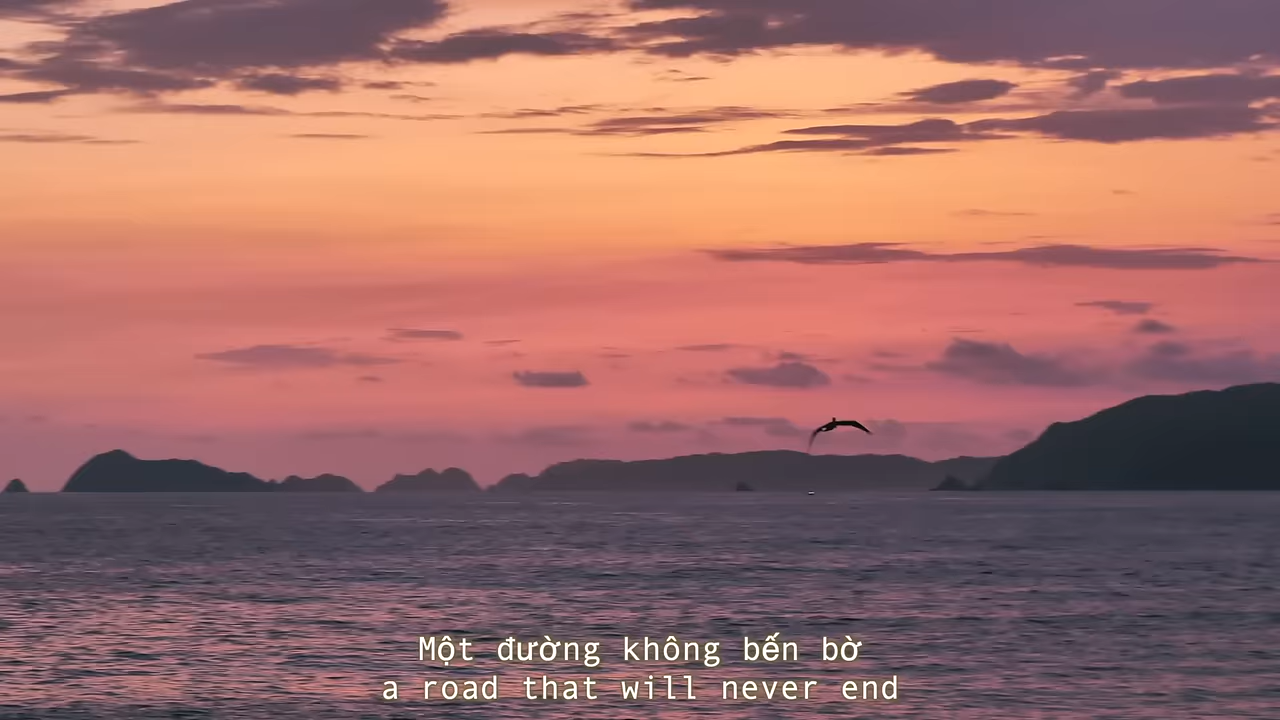 Một đường không bến bờ
a road that will never end